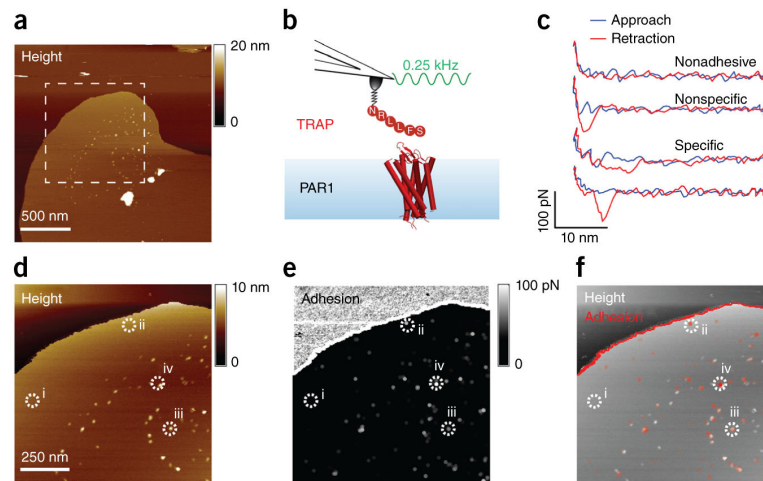 a
Height
20 nm
0
500 nm
b
0.25 kHz
TRAP
NRLLFS
PAR1
c
Approach
Retraction
Nonadhesive
Nonspecific
Specific
100 pN
10 nm
d
Height
10 nm
0
ii
iv
i
iii
250 nm
e
Adhesion
100 pN
0
ii
iv
i
iii
f
Height
Adhesion
ii
iv
i
iii